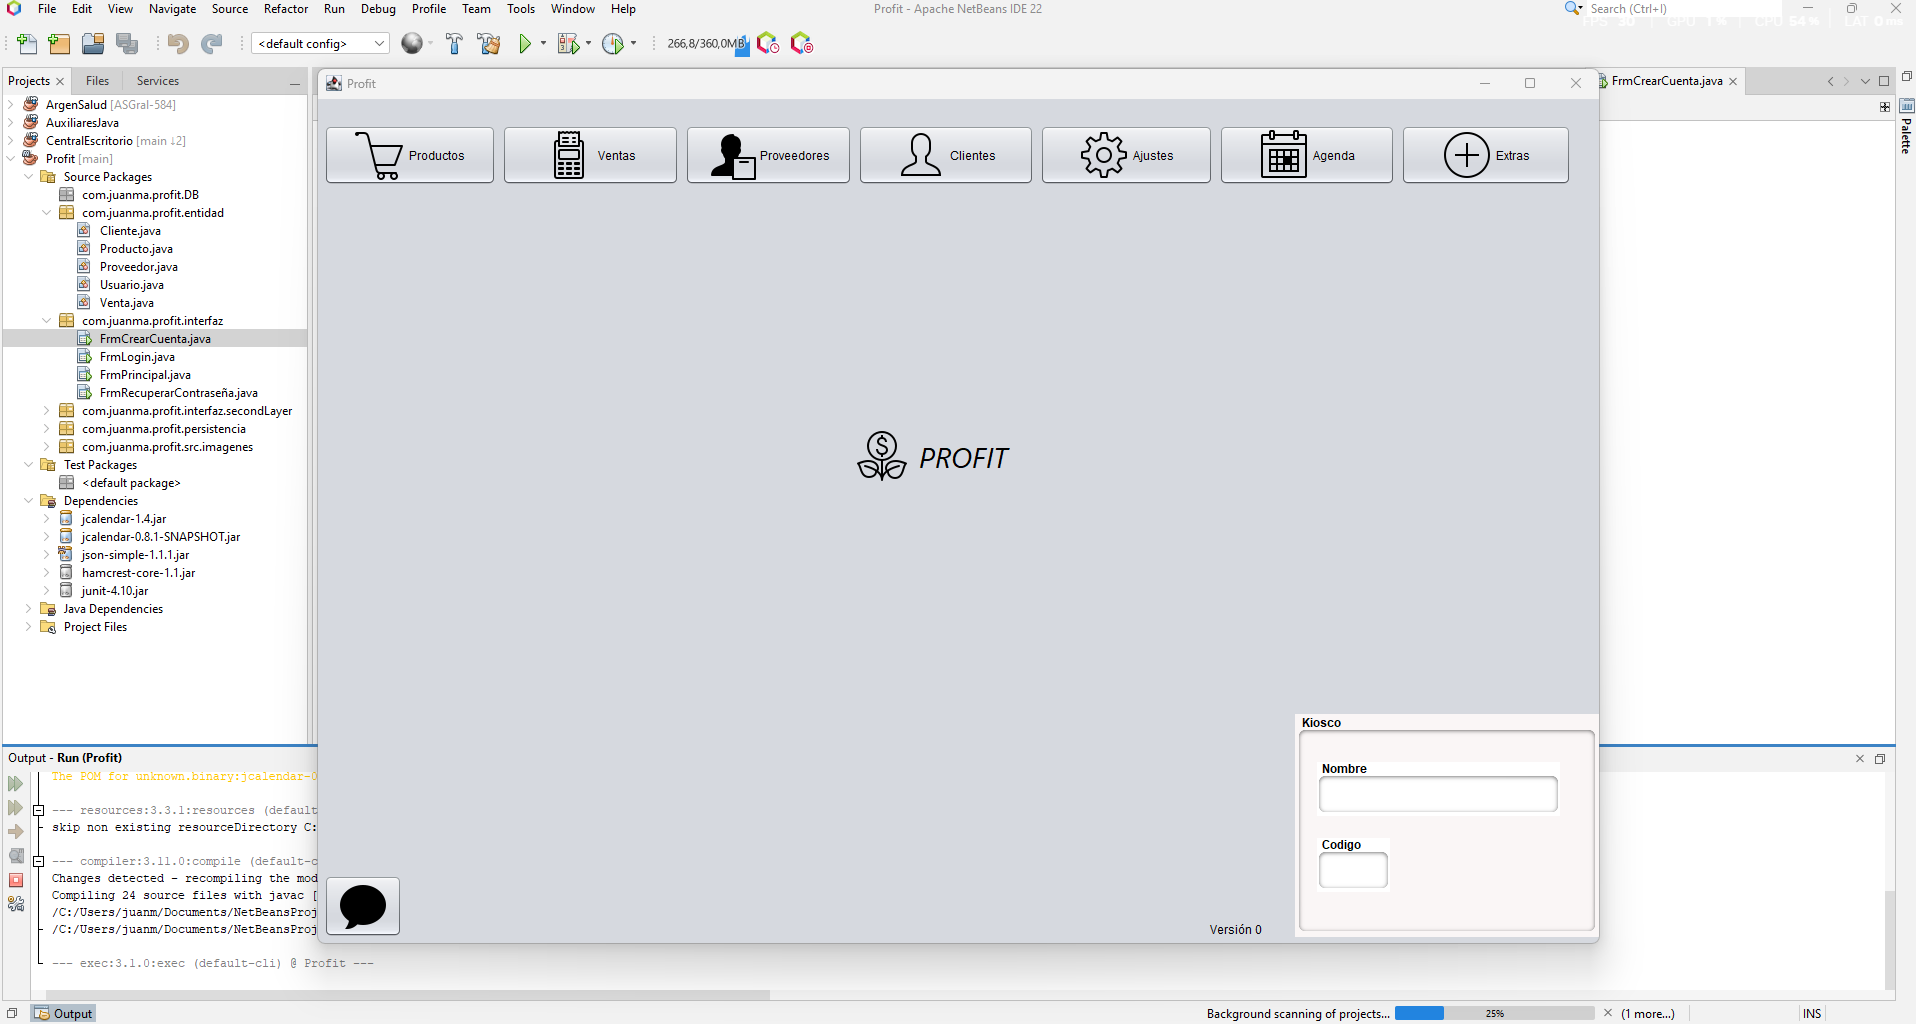 File Edit View Navigate Source Refactor Run Debug Profile Team Tools Window Help
Profit - Apache NetBeans IDE 22
Search (Ctrl+I)
FPS 30 GPU 1 % CPU 54 % LAT 0 ms
<default config>
266,8/360,0MB
Projects Files Services
FrmCrearCuenta.java
Palette
ArgenSalud [ASGral-584]
AuxiliaresJava
CentralEscritorio [main ↓2]
Profit [main]
Source Packages
com.juanma.profit.DB
com.juanma.profit.entidad
Cliente.java
Producto.java
Proveedor.java
Usuario.java
Venta.java
com.juanma.profit.interfaz
FrmCrearCuenta.java
FrmLogin.java
FrmPrincipal.java
FrmRecuperarContraseña.java
com.juanma.profit.interfaz.secondLayer
com.juanma.profit.persistencia
com.juanma.profit.src.imagenes
Test Packages
<default package>
Dependencies
jcalendar-1.4.jar
jcalendar-0.8.1-SNAPSHOT.jar
json-simple-1.1.1.jar
hamcrest-core-1.1.jar
junit-4.10.jar
Java Dependencies
Project Files
Profit
Productos Ventas Proveedores Clientes Ajustes Agenda Extras
$ PROFIT
Kiosco
Nombre
Codigo
Versión 0
Output - Run (Profit)
The POM for unknown.binary:jcalendar-0
--- resources:3.3.1:resources (default
skip non existing resourceDirectory C:
--- compiler:3.11.0:compile (default-c
Changes detected - recompiling the mod
Compiling 24 source files with javac [
/C:/Users/juanm/Documents/NetBeansProj
/C:/Users/juanm/Documents/NetBeansProj
--- exec:3.1.0:exec (default-cli) @ Profit ---
Output
Background scanning of projects... 25% (1 more...) INS